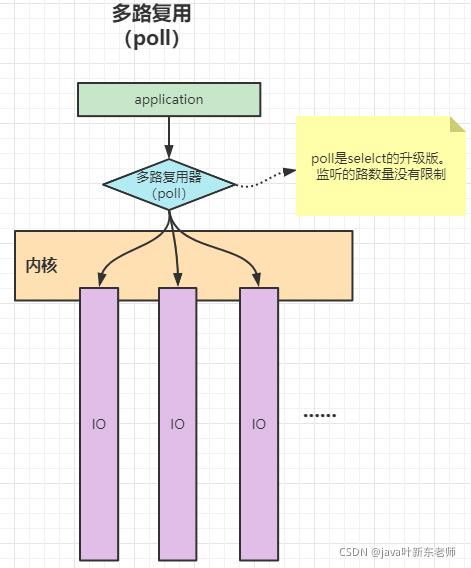 多路复用
（poll）
application
多路复用器
（poll）
poll是selelct的升级版。
监听的路数量没有限制
内核
IO
IO
IO
......
CSDN @java叶新东老师